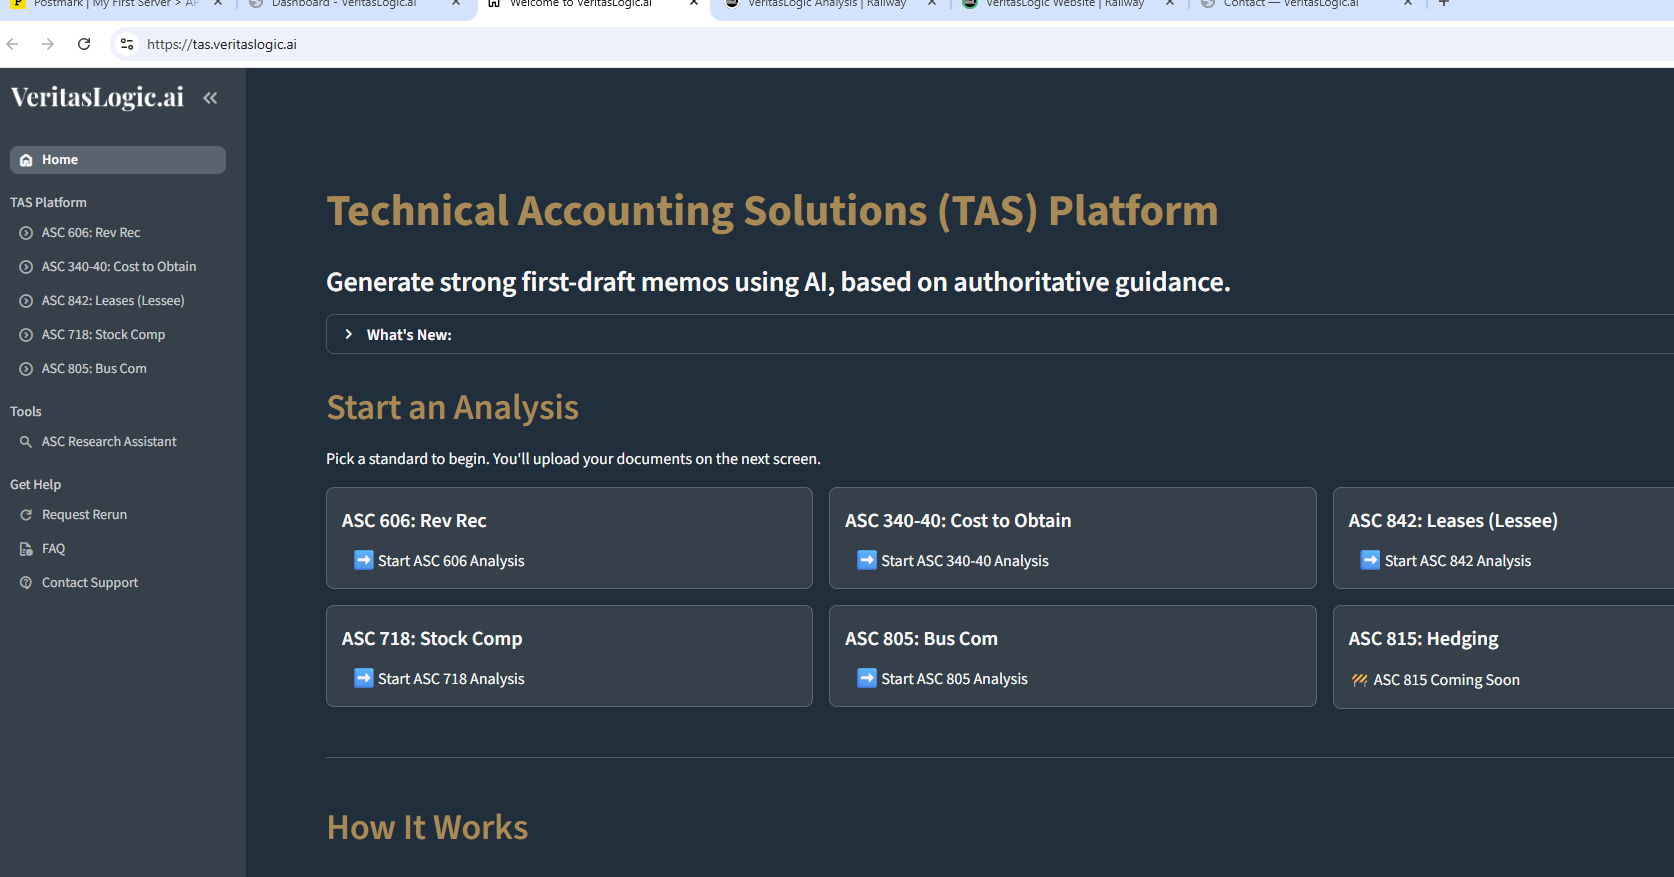 Postmark | My First Server > AP
Dashboard - VeritasLogic.ai
Welcome to VeritasLogic.ai
VeritasLogic Analysis | Railway
VeritasLogic Website | Railway
Contact — VeritasLogic.ai
https://tas.veritaslogic.ai
VeritasLogic.ai
Home
TAS Platform
ASC 606: Rev Rec
ASC 340-40: Cost to Obtain
ASC 842: Leases (Lessee)
ASC 718: Stock Comp
ASC 805: Bus Com
Tools
ASC Research Assistant
Get Help
Request Rerun
FAQ
Contact Support
Technical Accounting Solutions (TAS) Platform
Generate strong first-draft memos using AI, based on authoritative guidance.
What's New:
Start an Analysis
Pick a standard to begin. You'll upload your documents on the next screen.
ASC 606: Rev Rec
Start ASC 606 Analysis
ASC 340-40: Cost to Obtain
Start ASC 340-40 Analysis
ASC 842: Leases (Lessee)
Start ASC 842 Analysis
ASC 718: Stock Comp
Start ASC 718 Analysis
ASC 805: Bus Com
Start ASC 805 Analysis
ASC 815: Hedging
ASC 815 Coming Soon
How It Works